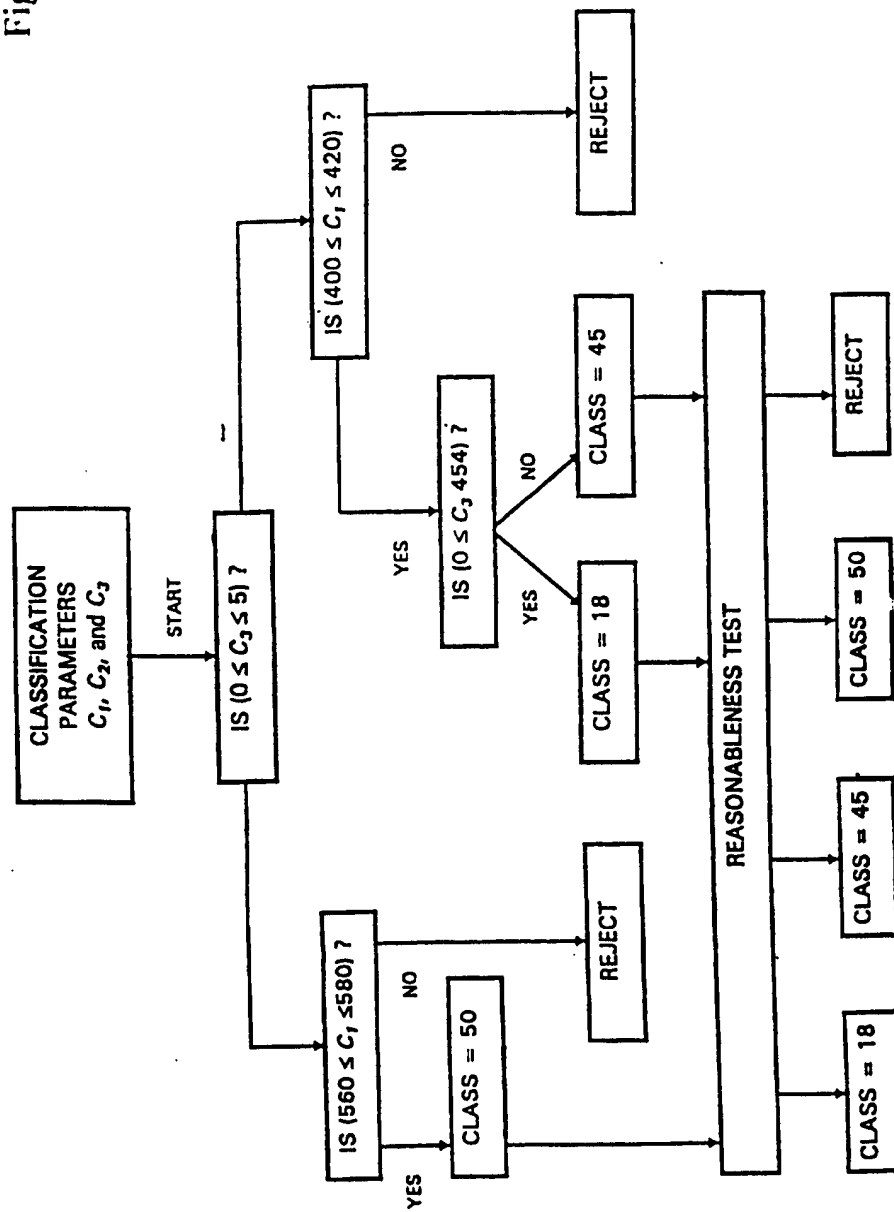 Fig
CLASSIFICATION
PARAMETERS
C₁, C₂, and C₃
START
IS (0 ≤ C₃ ≤ 5) ?
IS (560 ≤ C₁ ≤580) ?
IS (400 ≤ C₁ ≤ 420) ?
YES
NO
YES
NO
CLASS = 50
REJECT
IS (0 ≤ C₃ 454) ?
REJECT
YES
NO
CLASS = 18
CLASS = 45
REASONABLENESS TEST
CLASS = 18
CLASS = 45
CLASS = 50
REJECT